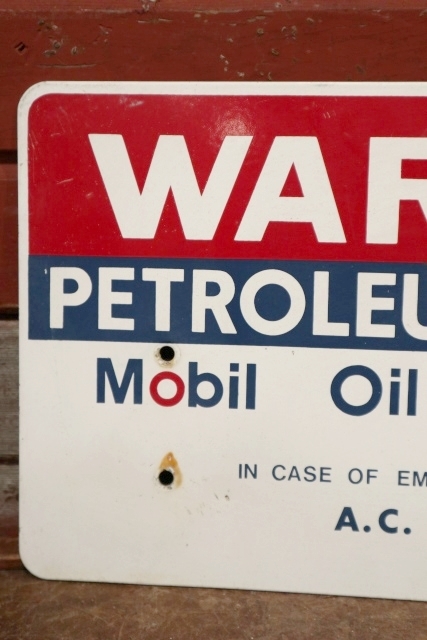 WAR
PETROLEU
Mobil Oil
IN CASE OF EM
A.C.